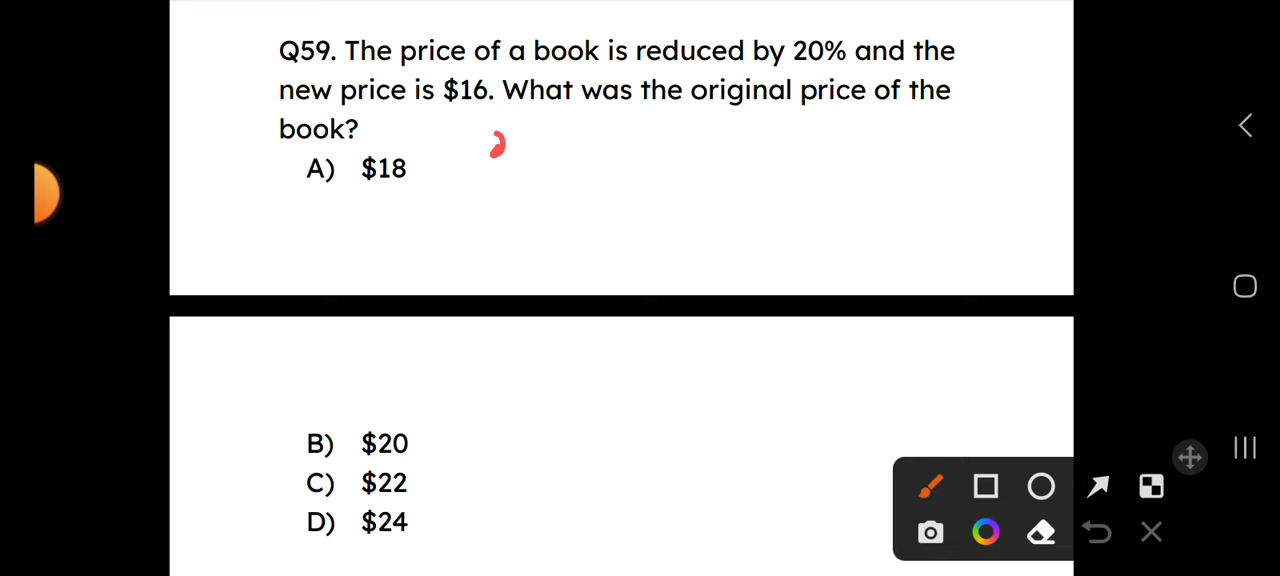 Q59. The price of a book is reduced by 20% and the
new price is $16. What was the original price of the
book?
A) $18
B) $20
C) $22
D) $24